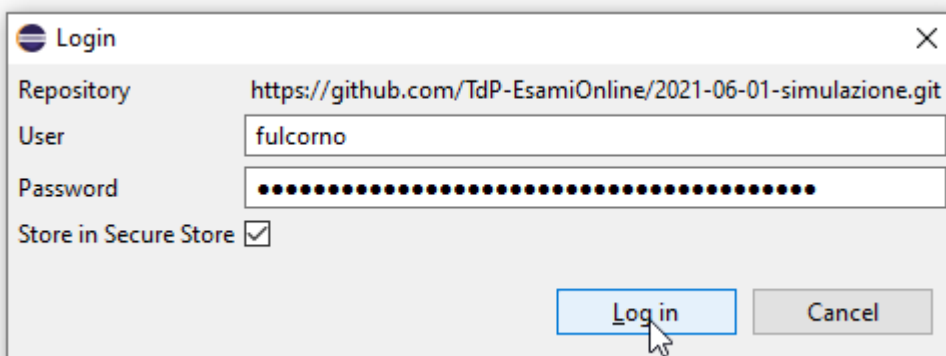 Login
Repository https://github.com/TdP-EsamiOnline/2021-06-01-simulazione.git
User fulcorno
Password ●●●●●●●●●●●●●●●●●●●●●●●●●●●●●●●●●●●●●●●●
Store in Secure Store
Log in Cancel